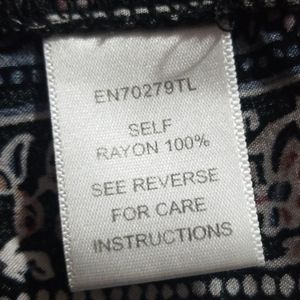 EN70279TL
SELF
RAYON 100%
SEE REVERSE
FOR CARE
INSTRUCTIONS